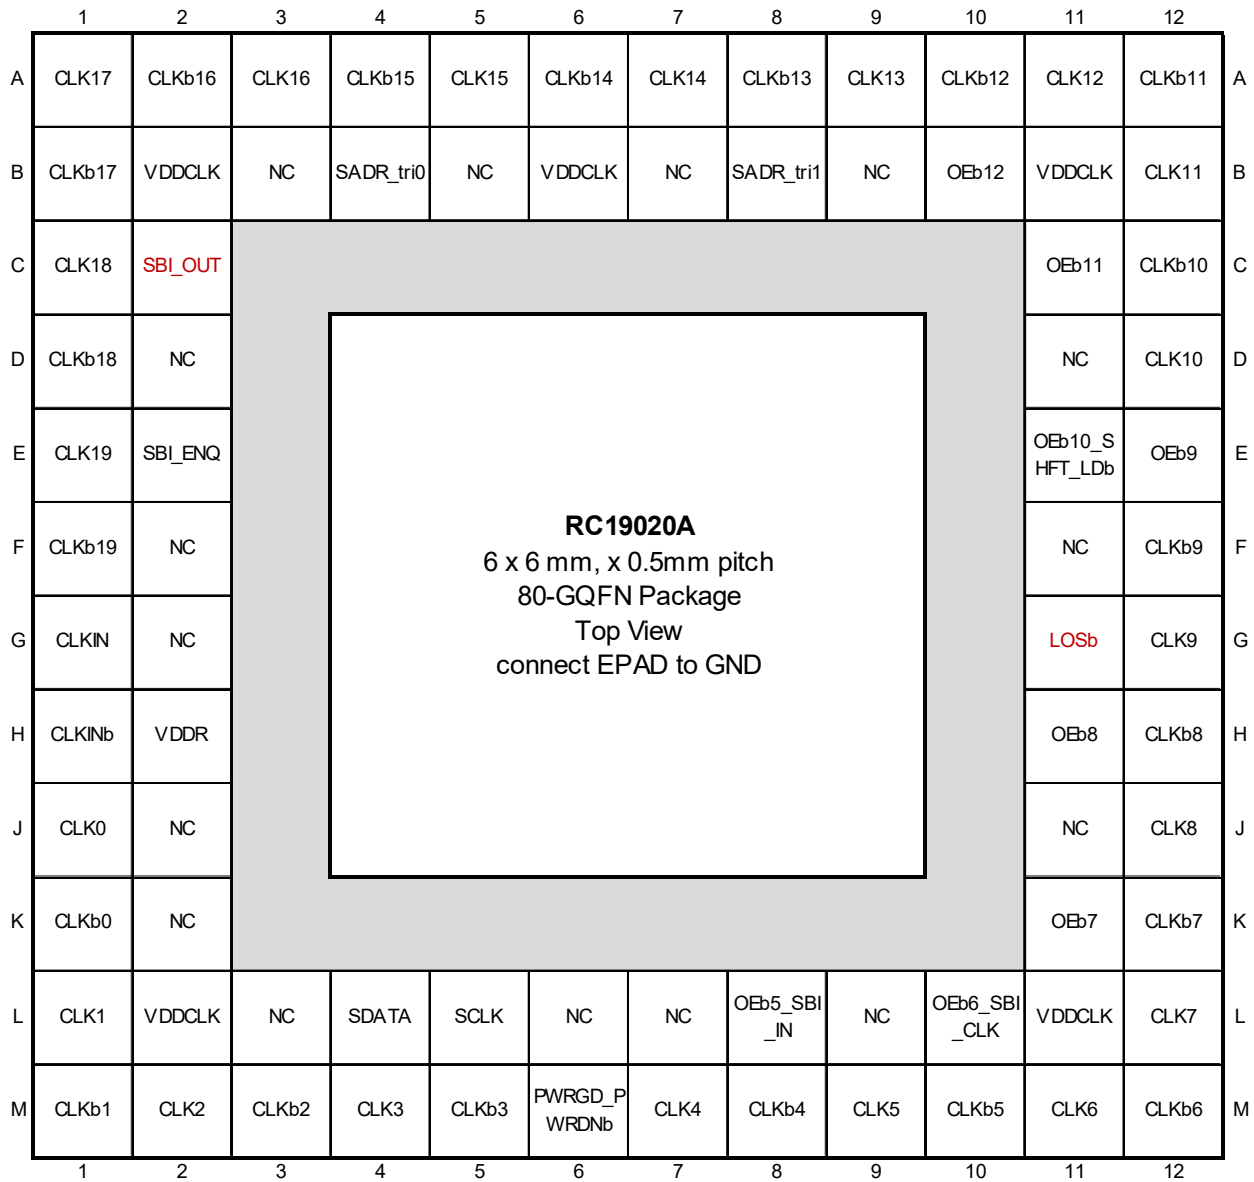 1 2 3 4 5 6 7 8 9 10 11 12
A CLK17 CLKb16 CLK16 CLKb15 CLK15 CLKb14 CLK14 CLKb13 CLK13 CLKb12 CLK12 CLKb11 A
B CLKb17 VDDCLK NC SADR_tri0 NC VDDCLK NC SADR_tri1 NC OEb12 VDDCLK CLK11 B
C CLK18 SBI_OUT OEb11 CLKb10 C
D CLKb18 NC NC CLK10 D
E CLK19 SBI_ENQ OEb10_S
HFT_LDb OEb9 E
RC19020A
F CLKb19 NC NC CLKb9 F
6 x 6 mm, x 0.5mm pitch
80-GQFN Package
Top View
connect EPAD to GND
G CLKIN NC LOSb CLK9 G
H CLKINb VDDR OEb8 CLKb8 H
J CLK0 NC NC CLK8 J
K CLKb0 NC OEb7 CLKb7 K
L CLK1 VDDCLK NC SDATA SCLK NC NC OEb5_SBI
_IN NC OEb6_SBI
_CLK VDDCLK CLK7 L
M CLKb1 CLK2 CLKb2 CLK3 CLKb3 PWRGD_P
WRDNb CLK4 CLKb4 CLK5 CLKb5 CLK6 CLKb6 M
1 2 3 4 5 6 7 8 9 10 11 12